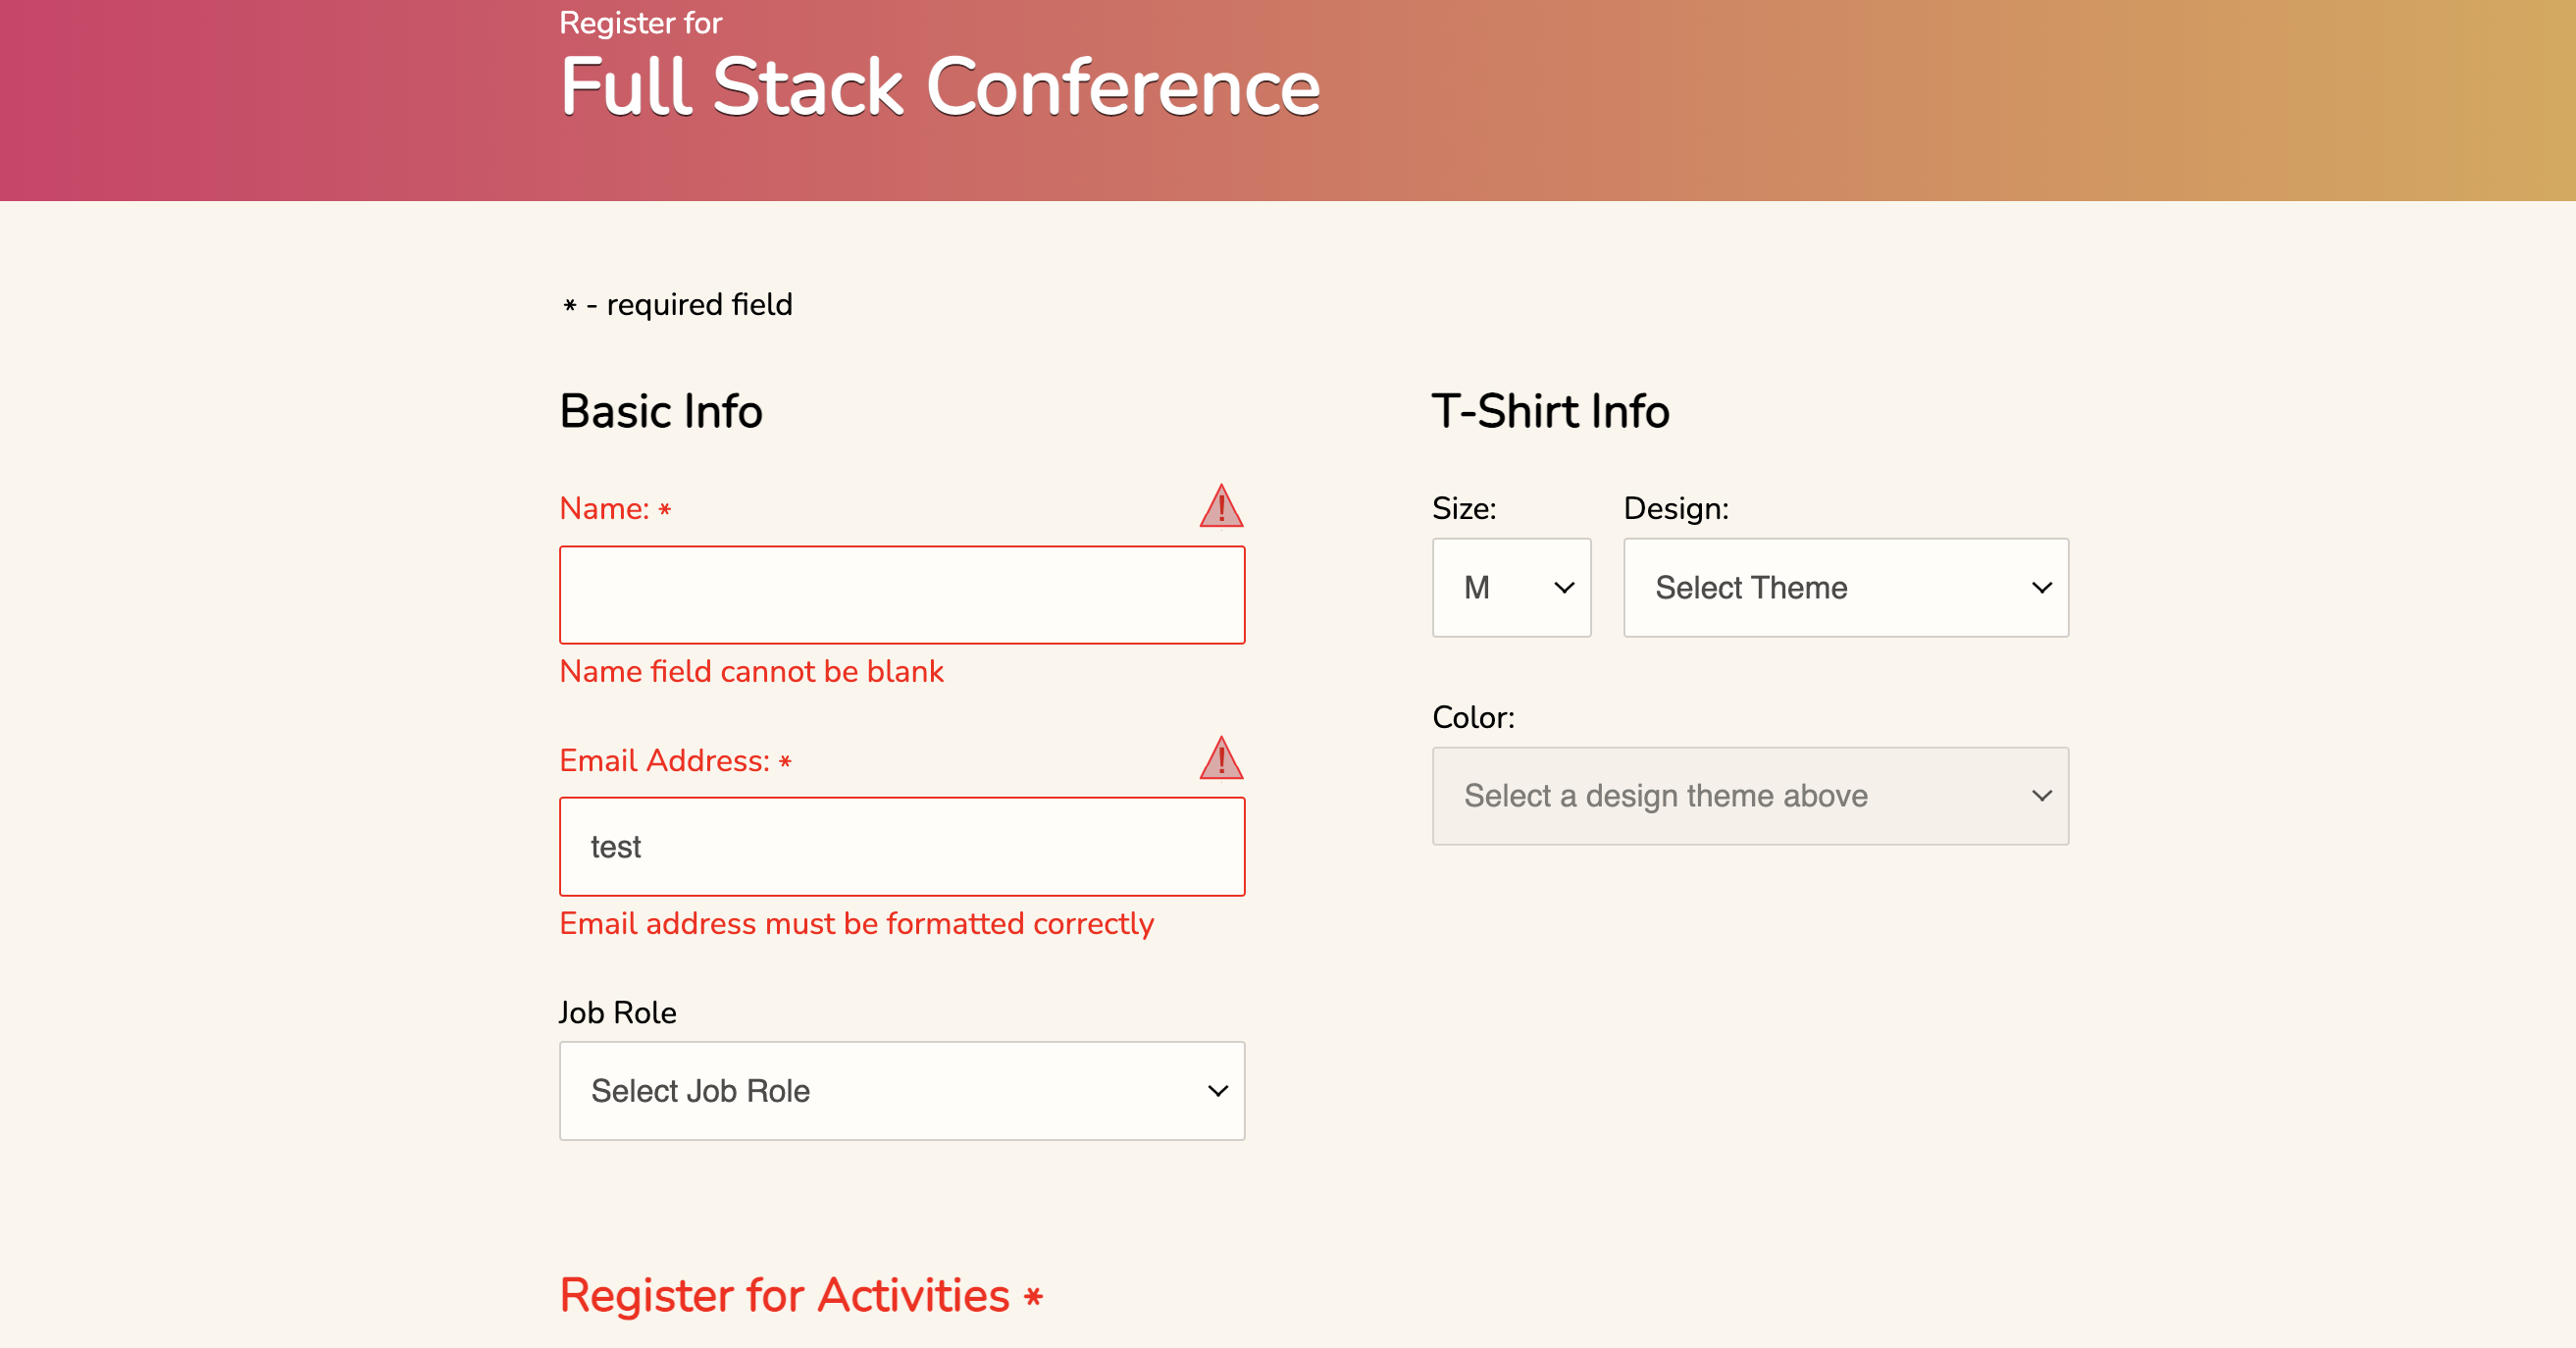 Register for
Full Stack Conference
* - required field
Basic Info
Name: *
Name field cannot be blank
Email Address: *
test
Email address must be formatted correctly
Job Role
Select Job Role
T-Shirt Info
Size:
M
Design:
Select Theme
Color:
Select a design theme above
Register for Activities *